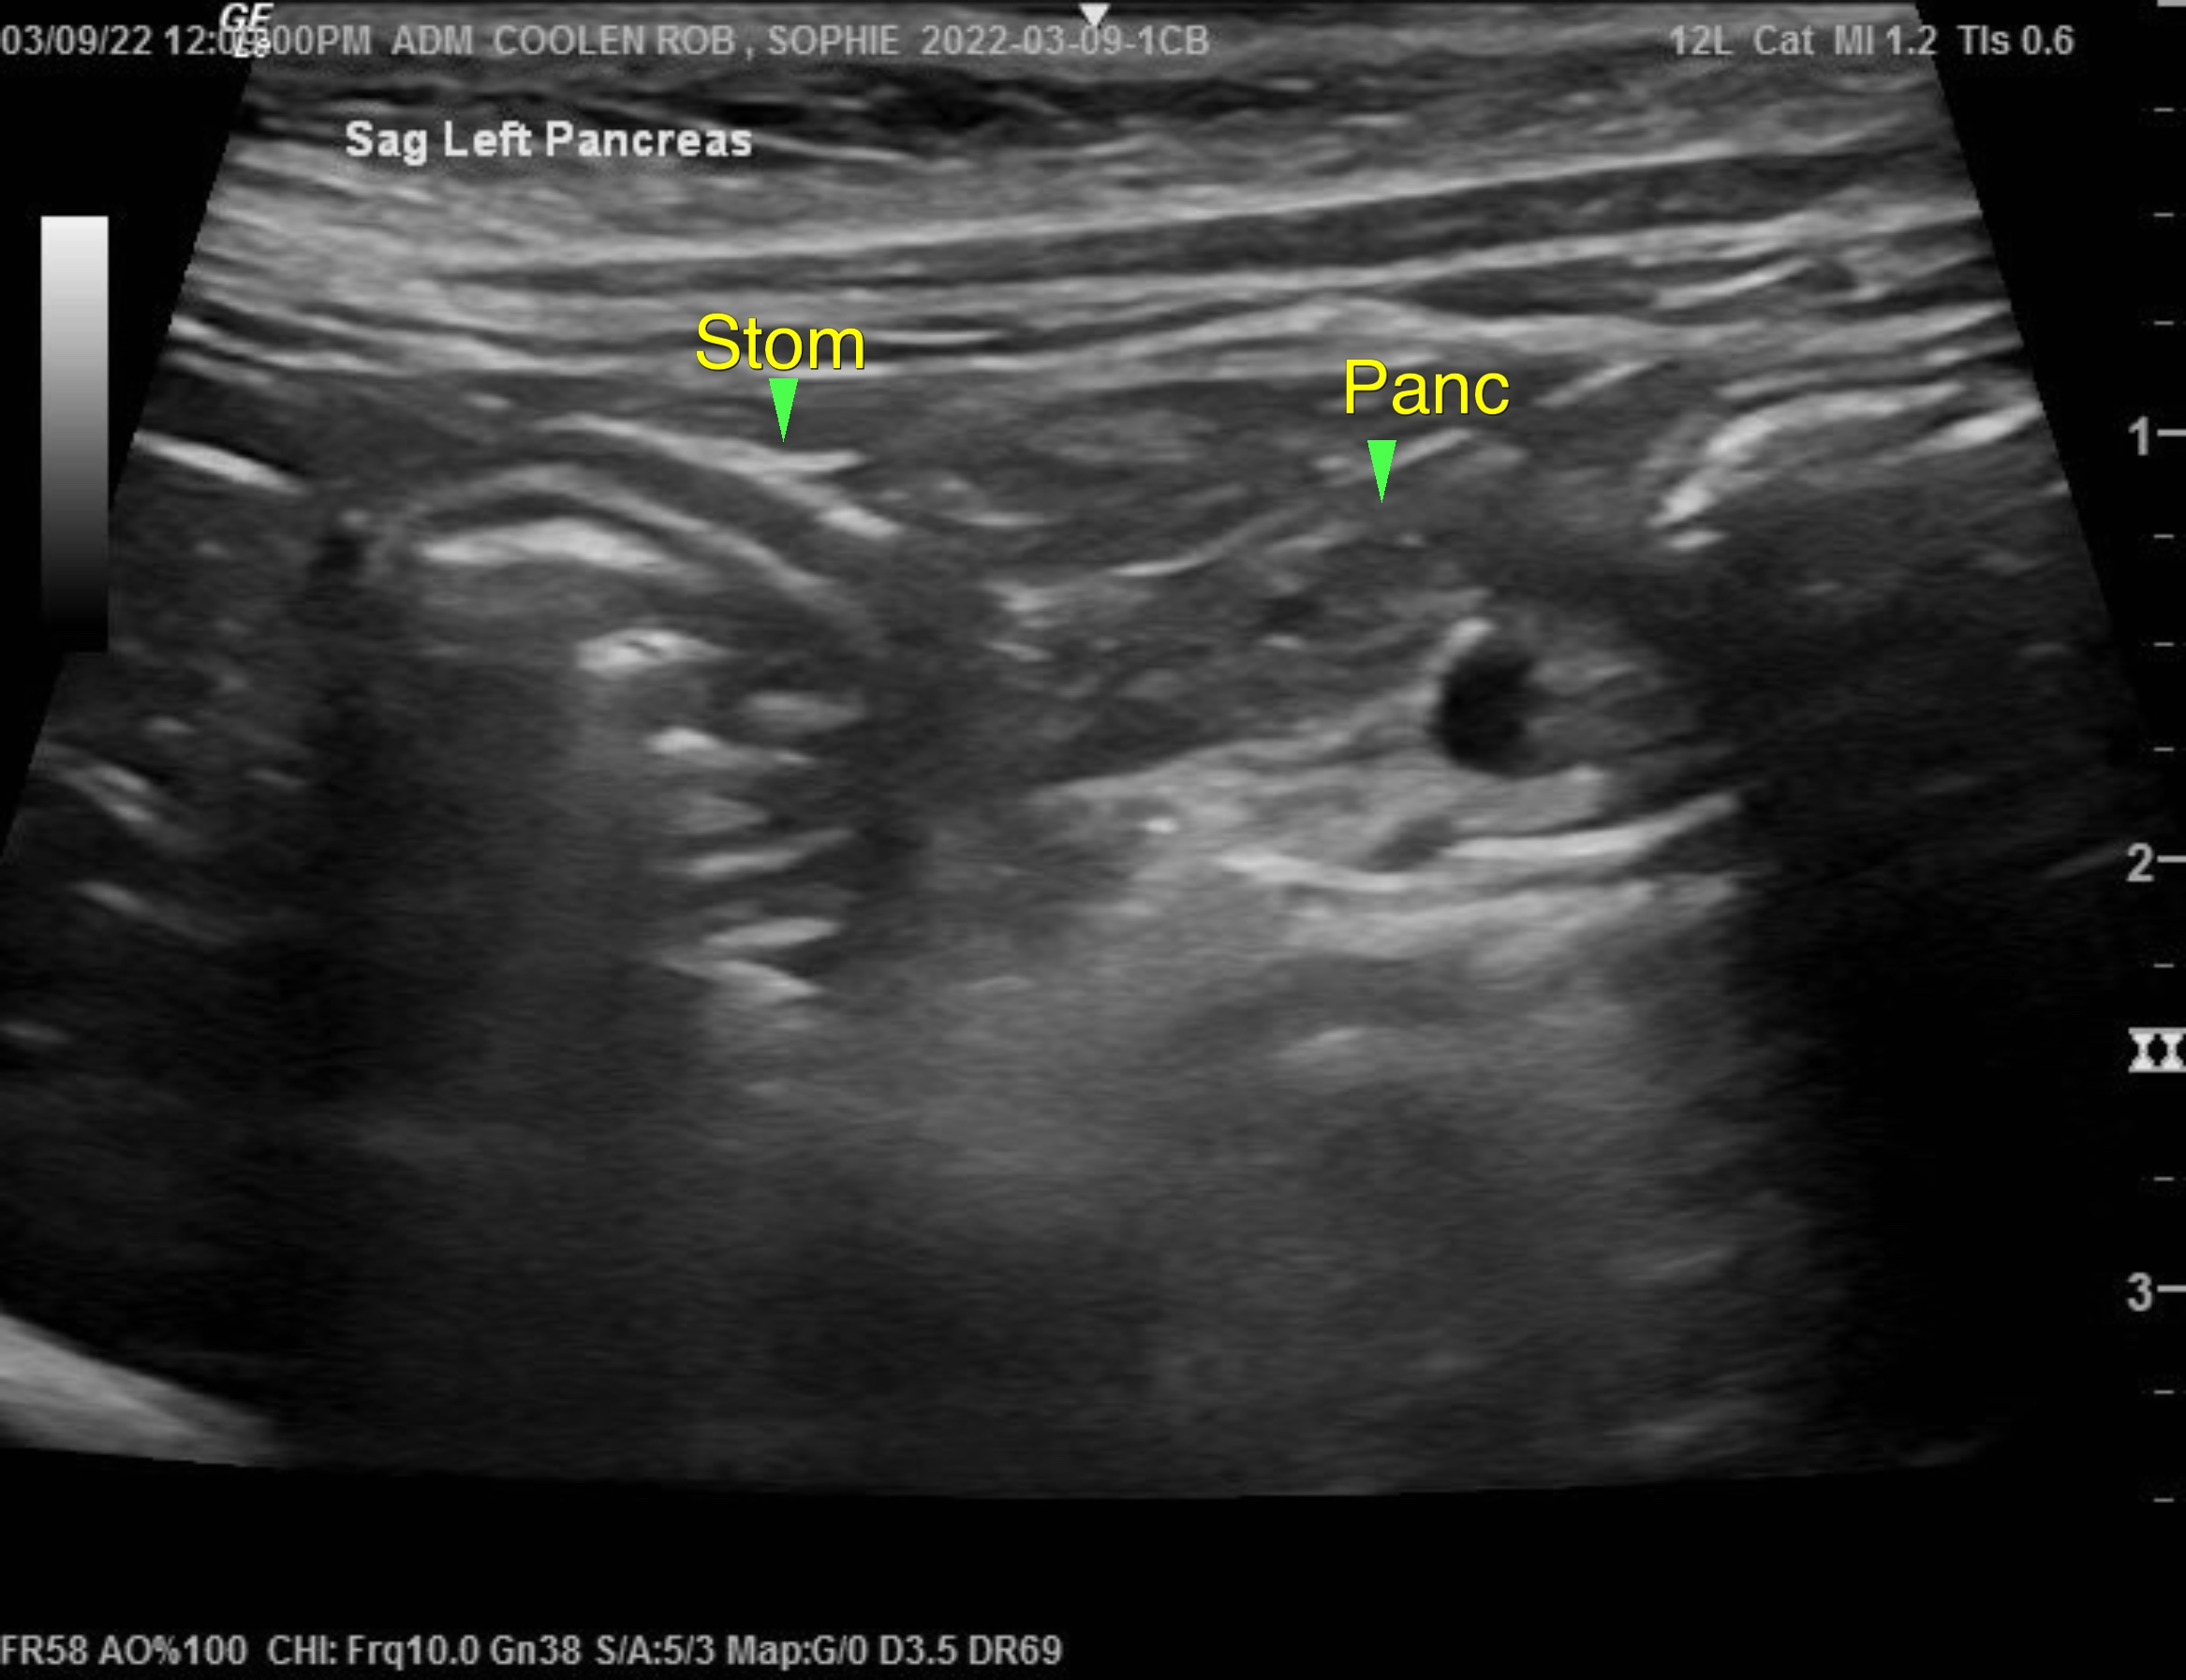 GE
03/09/22 12:0 :00PM ADM COOLEN ROB , SOPHIE 2022-03-09-1CB
12L Cat MI 1.2 TIs 0.6
Sag Left Pancreas
Stom
Panc
1
2
3
FR58 AO%100 CHI: Frq10.0 Gn38 S/A:5/3 Map:G/0 D3.5 DR69